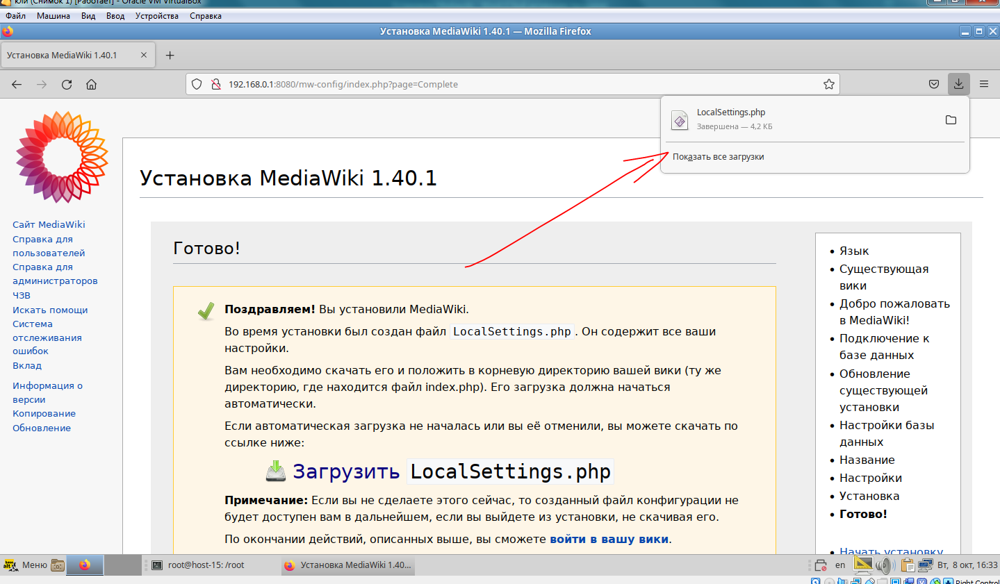 юли (Снимок 1) [Работает] - Oracle VM VirtualBox
Файл Машина Вид Ввод Устройства Справка
Установка MediaWiki 1.40.1 — Mozilla Firefox
Установка MediaWiki 1.40.1
192.168.0.1:8080/mw-config/index.php?page=Complete
LocalSettings.php
Завершена — 4,2 КБ
Показать все загрузки
Сайт MediaWiki
Справка для
пользователей
Справка для
администраторов
ЧЗВ
Искать помощи
Система
отслеживания
ошибок
Вклад
Информация о
версии
Копирование
Обновление
Установка MediaWiki 1.40.1
Готово!
Поздравляем! Вы установили MediaWiki.
Во время установки был создан файл LocalSettings.php. Он содержит все ваши
настройки.
Вам необходимо скачать его и положить в корневую директорию вашей вики (ту же
директорию, где находится файл index.php). Его загрузка должна начаться
автоматически.
Если автоматическая загрузка не началась или вы её отменили, вы можете скачать по
ссылке ниже:
Загрузить LocalSettings.php
Примечание: Если вы не сделаете этого сейчас, то созданный файл конфигурации не
будет доступен вам в дальнейшем, если вы выйдете из установки, не скачивая его.
По окончании действий, описанных выше, вы сможете войти в вашу вики.
• Язык
• Существующая
вики
• Добро пожаловать
в MediaWiki!
• Подключение к
базе данных
• Обновление
существующей
установки
• Настройки базы
данных
• Название
• Настройки
• Установка
• Готово!
• Начать установку
Меню
root@host-15: /root
Установка MediaWiki 1.40...
en
Вт, 8 окт, 16:33
Right Control